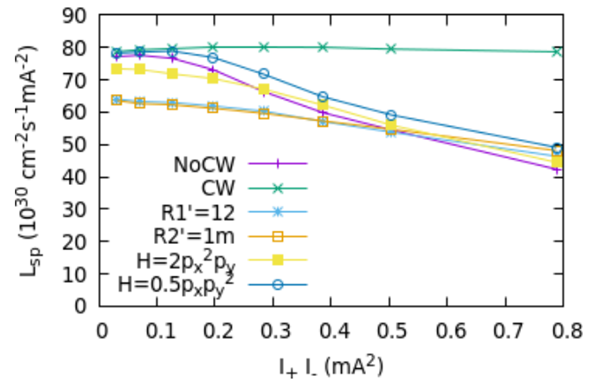 90
80
70
60
50
40
30
20
10
0
L_sp (10^30 cm^-2 s^-1 mA^-2)
NoCW
CW
R1'=12
R2'=1m
H=2p_x^2p_y
H=0.5p_xp_y^2
0 0.1 0.2 0.3 0.4 0.5 0.6 0.7 0.8
I_+ I_- (mA^2)